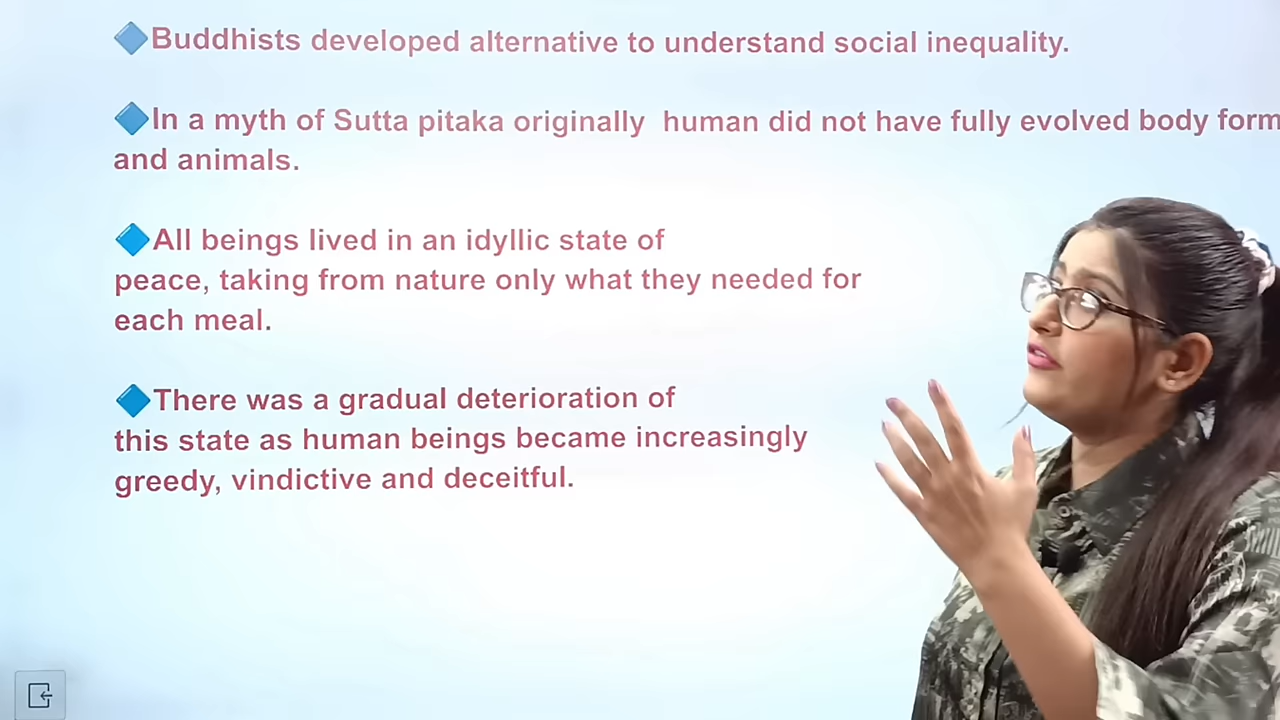 Buddhists developed alternative to understand social inequality.
In a myth of Sutta pitaka originally human did not have fully evolved body form
and animals.
All beings lived in an idyllic state of
peace, taking from nature only what they needed for
each meal.
There was a gradual deterioration of
this state as human beings became increasingly
greedy, vindictive and deceitful.